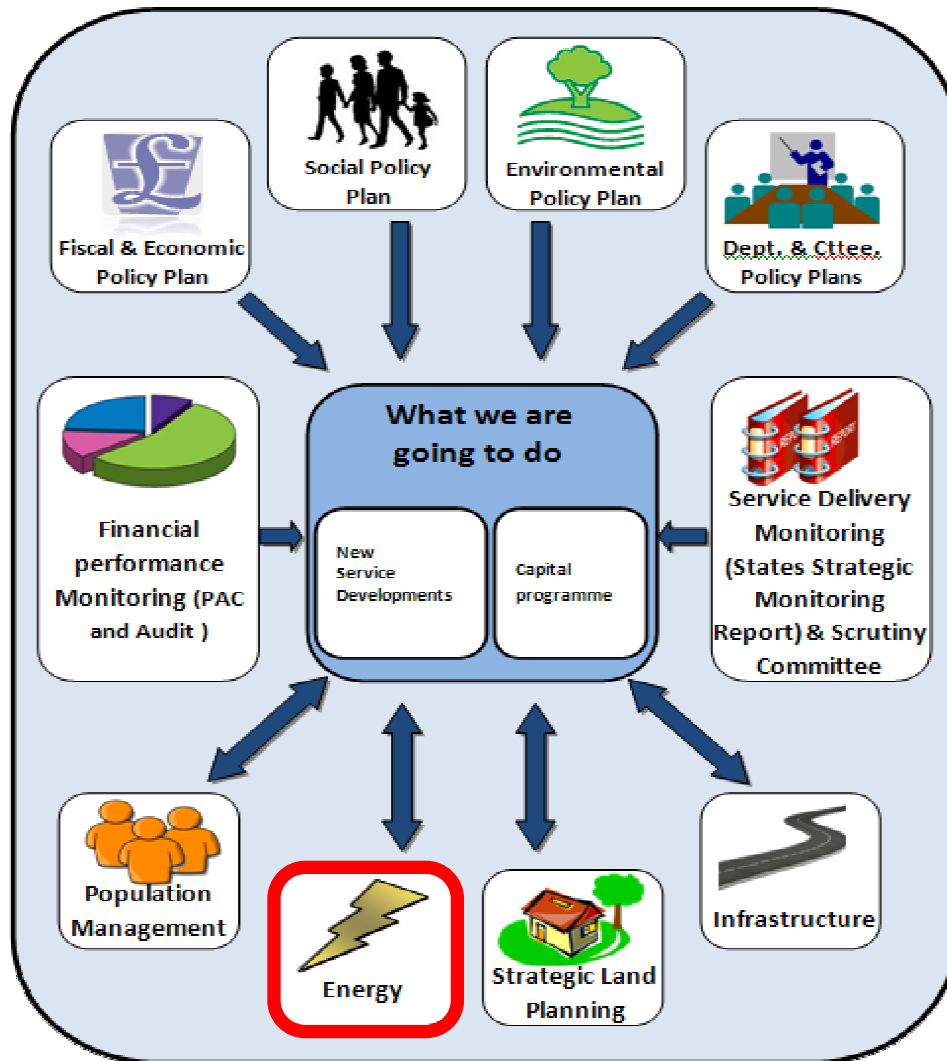 Social Policy
Plan
Environmental
Policy Plan
£
Fiscal & Economic
Policy Plan
Dept. & Cttee.
Policy Plans
What we are
going to do
New
Service
Developments
Capital
programme
Financial
performance
Monitoring (PAC
and Audit )
REPORT
REPORT
Service Delivery
Monitoring
(States Strategic
Monitoring
Report) & Scrutiny
Committee
Population
Management
Energy
Strategic Land
Planning
Infrastructure